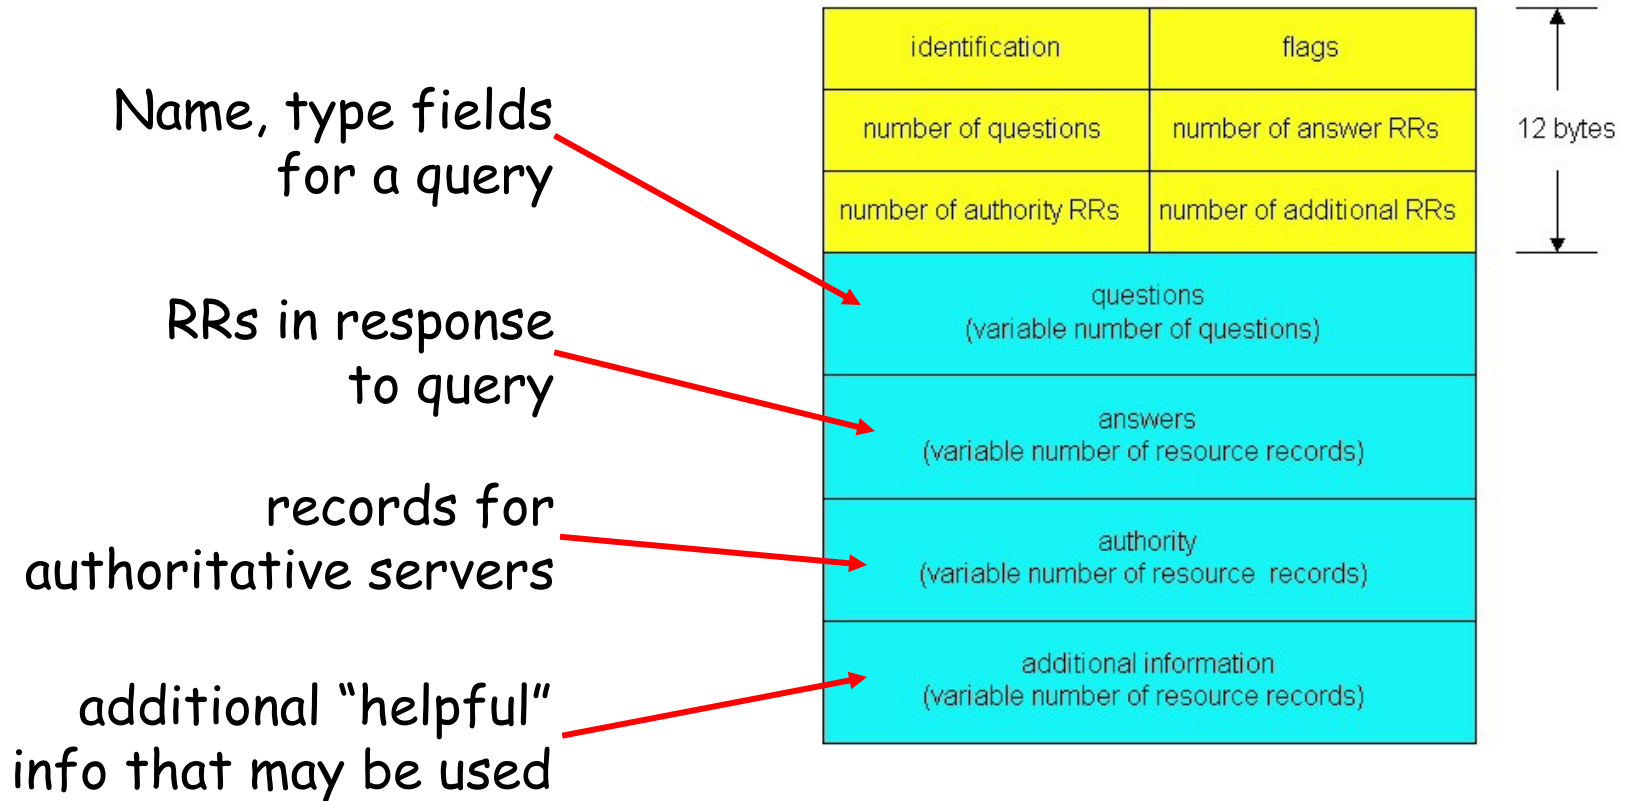 Name, type fields
for a query
RRs in response
to query
records for
authoritative servers
additional “helpful”
info that may be used
identification
flags
number of questions
number of answer RRs
number of authority RRs
number of additional RRs
12 bytes
questions
(variable number of questions)
answers
(variable number of resource records)
authority
(variable number of resource records)
additional information
(variable number of resource records)